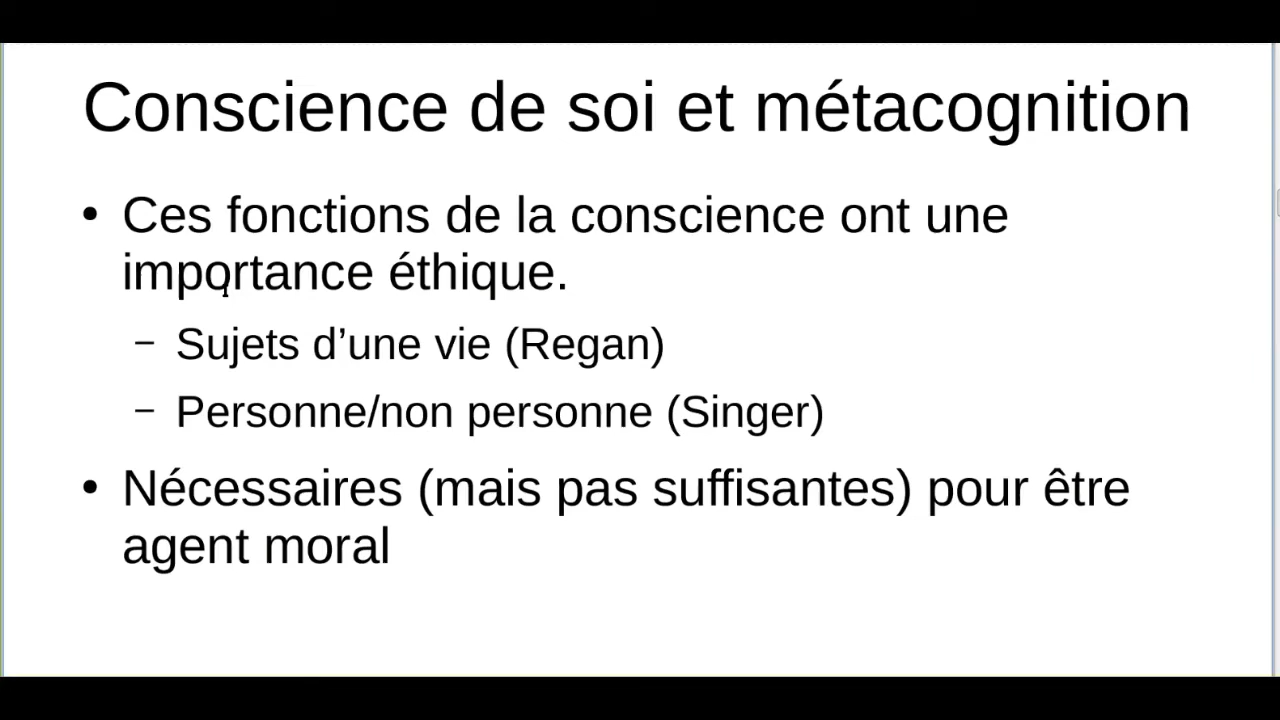 Conscience de soi et métacognition
• Ces fonctions de la conscience ont une
importance éthique.
– Sujets d’une vie (Regan)
– Personne/non personne (Singer)
• Nécessaires (mais pas suffisantes) pour être
agent moral